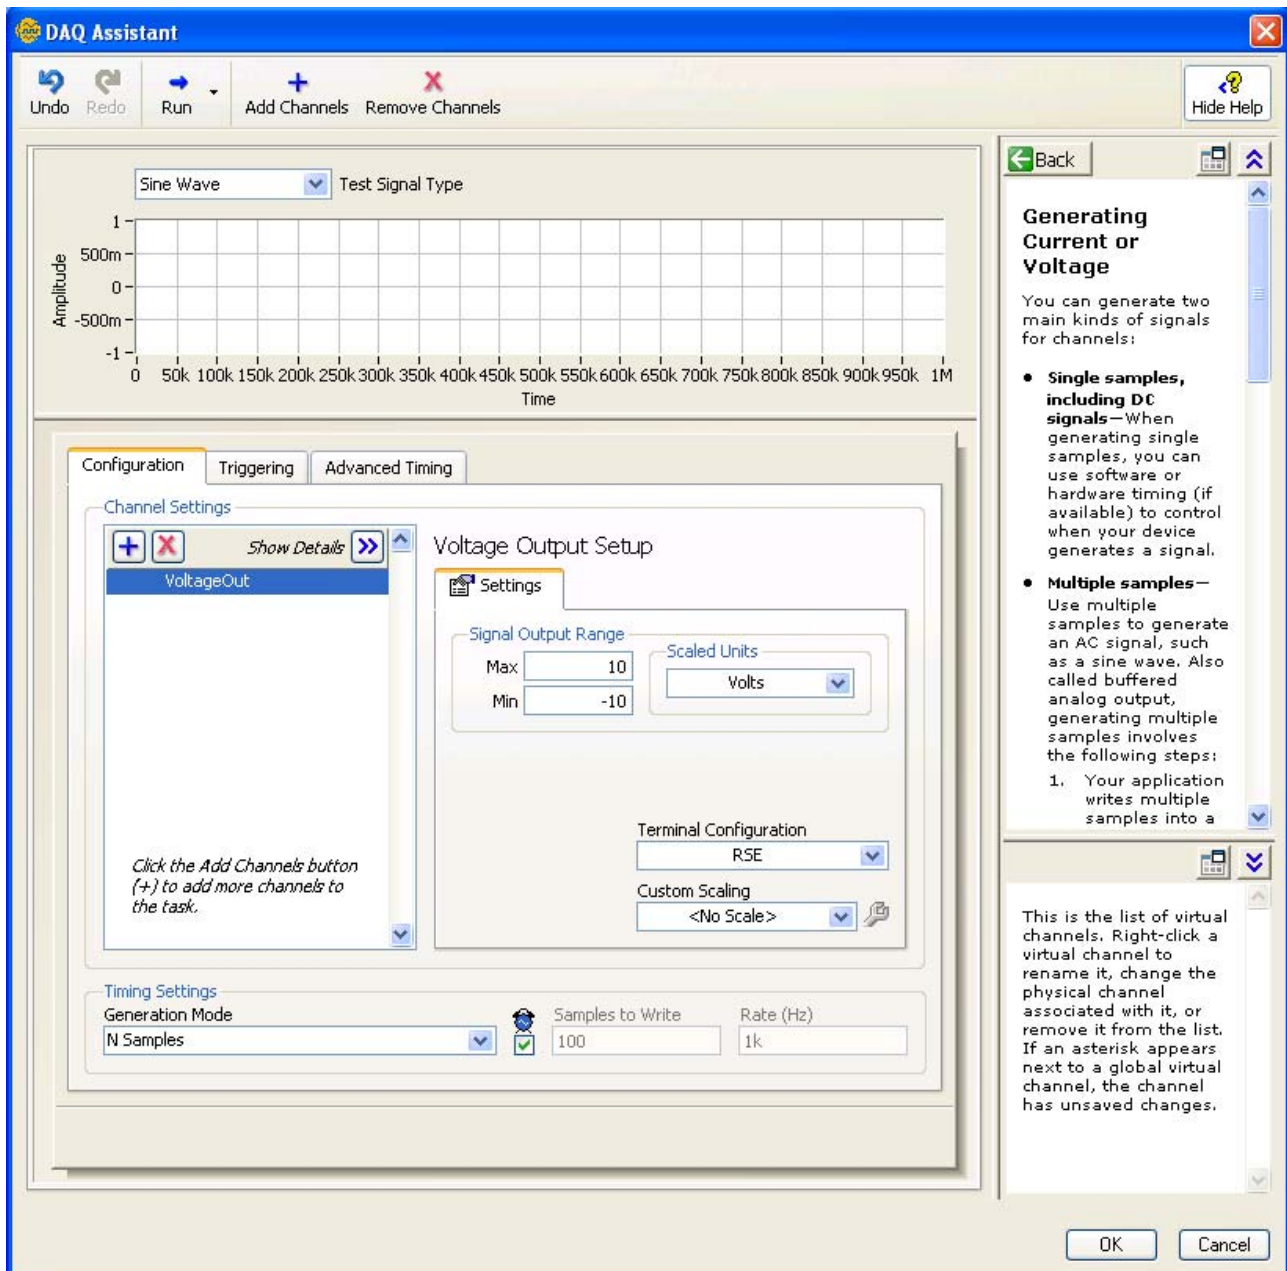 DAQ Assistant
Undo Redo Run Add Channels Remove Channels Hide Help
Sine Wave Test Signal Type
Amplitude
1
500m
0
-500m
-1
0 50k 100k 150k 200k 250k 300k 350k 400k 450k 500k 550k 600k 650k 700k 750k 800k 850k 900k 950k 1M
Time
Configuration Triggering Advanced Timing
Channel Settings
Show Details
VoltageOut
Click the Add Channels button
(+) to add more channels to
the task.
Voltage Output Setup
Settings
Signal Output Range
Max 10
Min -10
Scaled Units
Volts
Terminal Configuration
RSE
Custom Scaling
<No Scale>
Timing Settings
Generation Mode
N Samples
Samples to Write
100
Rate (Hz)
1k
Back
Generating
Current or
Voltage
You can generate two
main kinds of signals
for channels:
• Single samples,
including DC
signals—When
generating single
samples, you can
use software or
hardware timing (if
available) to control
when your device
generates a signal.
• Multiple samples—
Use multiple
samples to generate
an AC signal, such
as a sine wave. Also
called buffered
analog output,
generating multiple
samples involves
the following steps:
1. Your application
writes multiple
samples into a
This is the list of virtual
channels. Right-click a
virtual channel to
rename it, change the
physical channel
associated with it, or
remove it from the list.
If an asterisk appears
next to a global virtual
channel, the channel
has unsaved changes.
OK Cancel